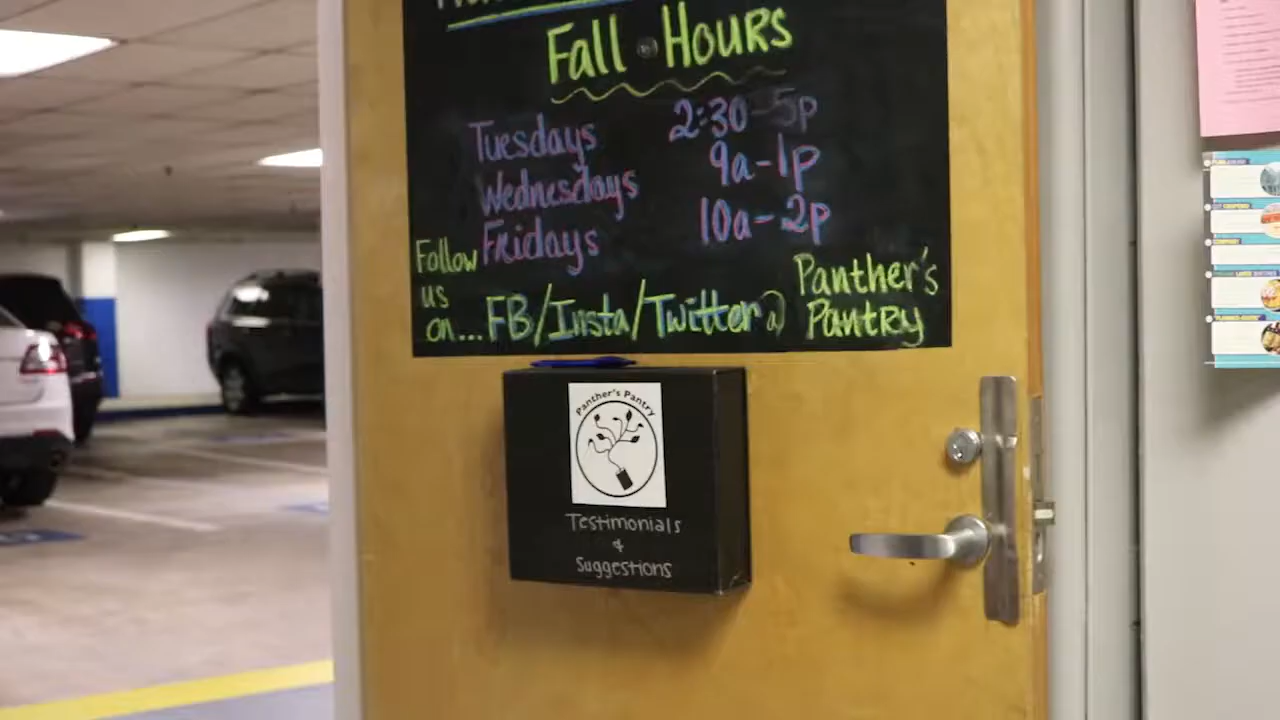 Fall Hours
Tuesdays 2:30-5p
Wednesdays 9a-1p
Fridays 10a-2p
Follow us on... FB/Insta/Twitter@ Panther's Pantry
Panther's Pantry
Testimonials
&
Suggestions